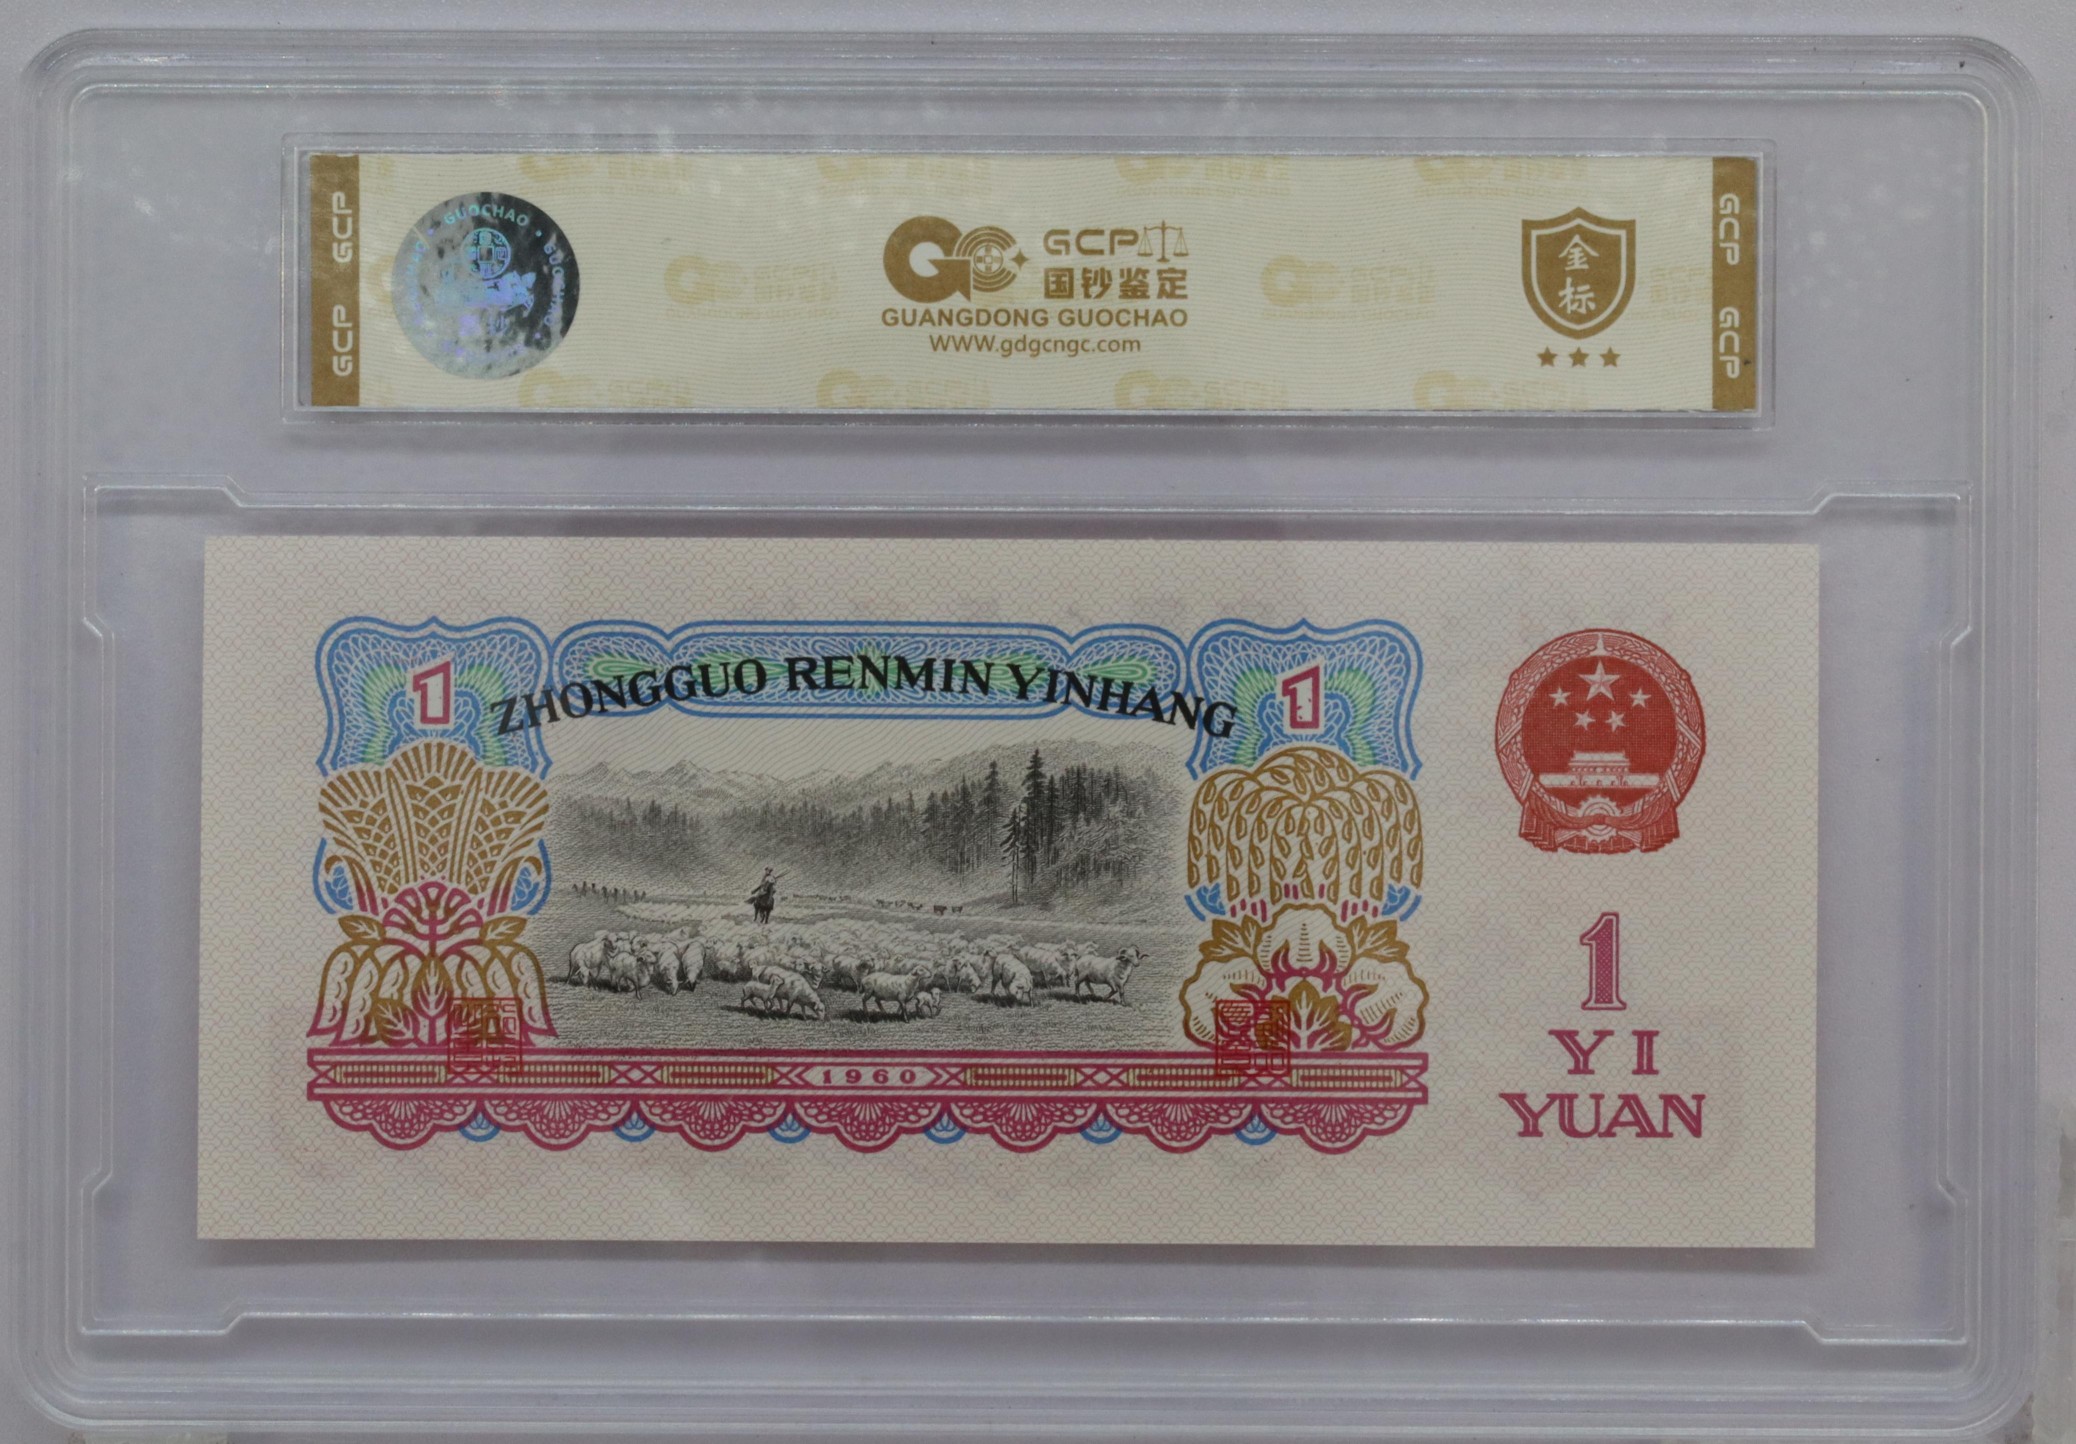 GCP GCP
GUOCHAO • GUOCHAO
GCP
国钞鉴定
GUANGDONG GUOCHAO
WWW.gdgcngc.com
金
标
GCP GCP
1
ZHONGGUO RENMIN YINHANG
1
1960
1
YI
YUAN